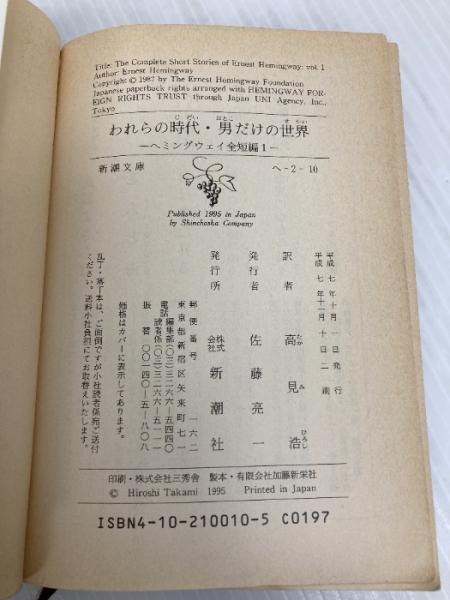 Title: The Complete Short Stories of Ernest Hemingway: vol. 1
Author: Ernest Hemingway
Copyright © 1987 by The Ernest Hemingway Foundation
Japanese paperback rights arranged with HEMINGWAY FOR-
EIGN RIGHTS TRUST through Japan UNI Agency, Inc.,
Tokyo
われらの時代・男だけの世界
―ヘミングウェイ全短編1―
新潮文庫 ヘ-2-10
Published 1995 in Japan
by Shinchosha Company
平成七年十月一日発行
平成七年十一月十日二刷
訳者 高見浩
発行者 佐藤亮一
発行所 株式会社 新潮社
郵便番号 一六二
東京都新宿区矢来町七一
電話 編集部(〇三)三二六六―五四四〇
読者係(〇三)三二六六―五一一一
振替 〇〇一四〇―五―八〇八
価格はカバーに表示してあります。
乱丁・落丁本は、ご面倒ですが小社読者係宛ご送付
ください。送料小社負担にてお取替えいたします。
印刷・株式会社三秀舎 製本・有限会社加藤新栄社
© Hiroshi Takami 1995 Printed in Japan
ISBN4-10-210010-5 C0197